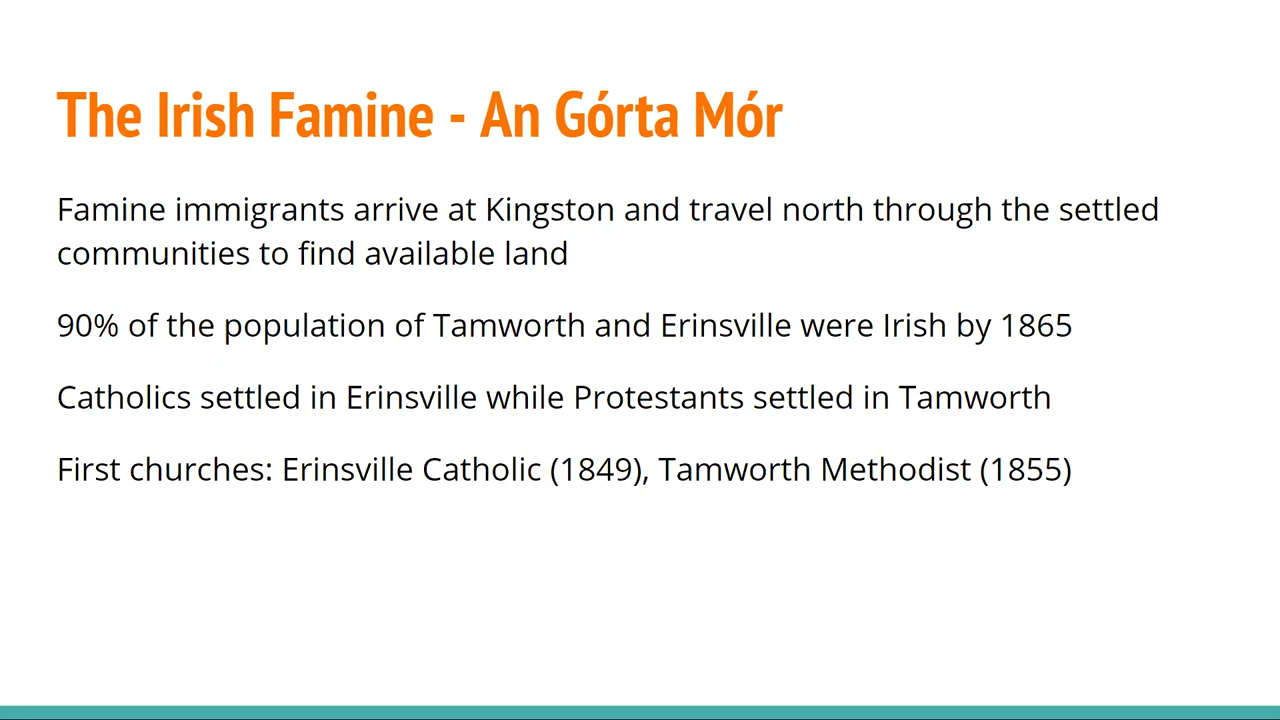 The Irish Famine - An Górta Mór
Famine immigrants arrive at Kingston and travel north through the settled
communities to find available land
90% of the population of Tamworth and Erinsville were Irish by 1865
Catholics settled in Erinsville while Protestants settled in Tamworth
First churches: Erinsville Catholic (1849), Tamworth Methodist (1855)